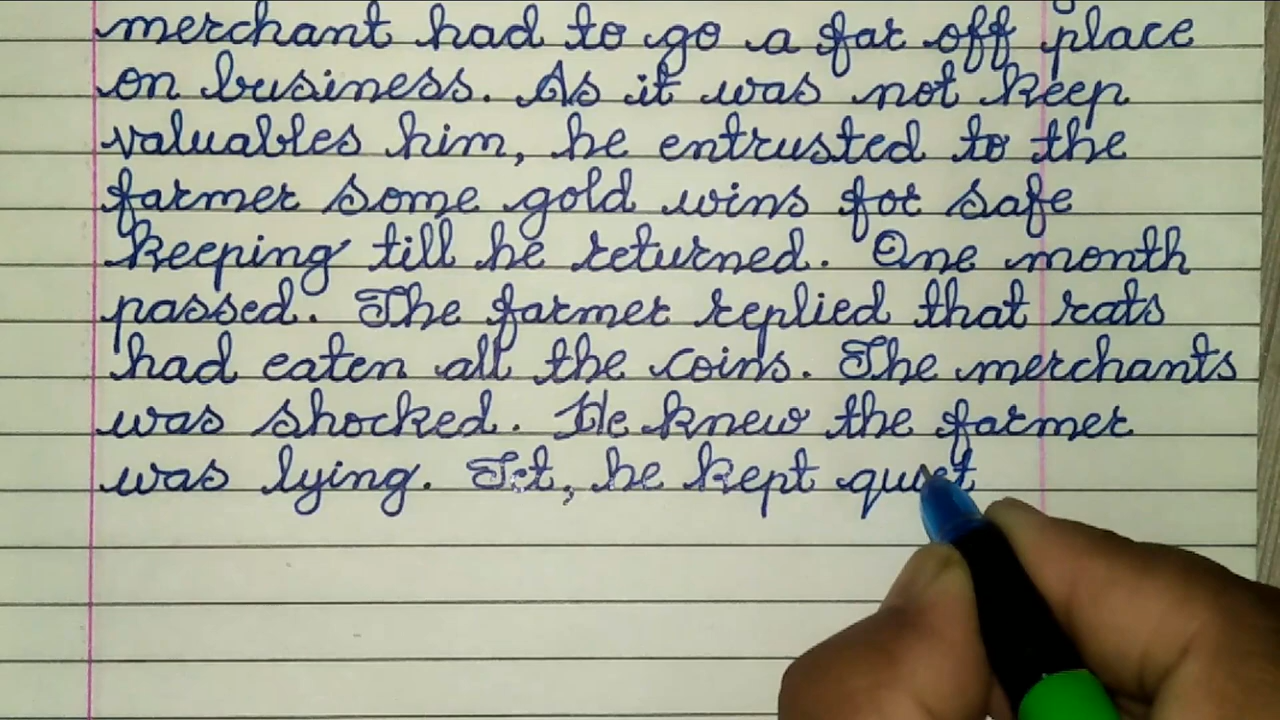 merchant had to go a far off place
on business. As it was not keep
valuables him, he entrusted to the
farmer some gold wins for safe
keeping till he returned. One month
passed. The farmer replied that rats
had eaten all the coins. The merchants
was shocked. He knew the farmer
was lying. Tet, he kept quiet